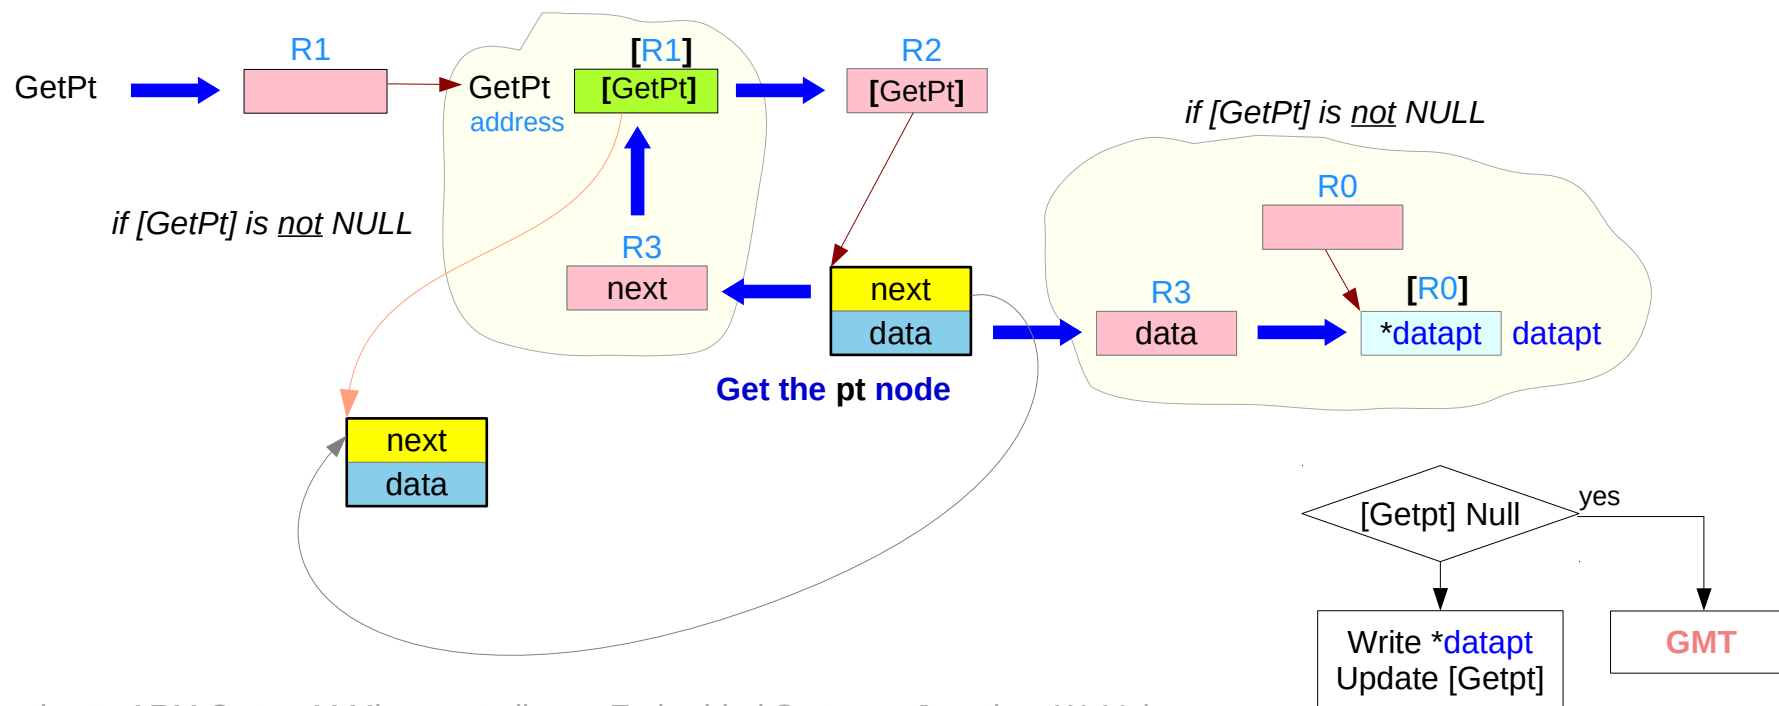 R1
[R1]
R2
GetPt
GetPt
[GetPt]
[GetPt]
address
if [GetPt] is not NULL
R0
if [GetPt] is not NULL
R3
next
next
data
R3
data
[R0]
*datapt
datapt
Get the pt node
next
data
[Getpt] Null
yes
Write *datapt
Update [Getpt]
GMT